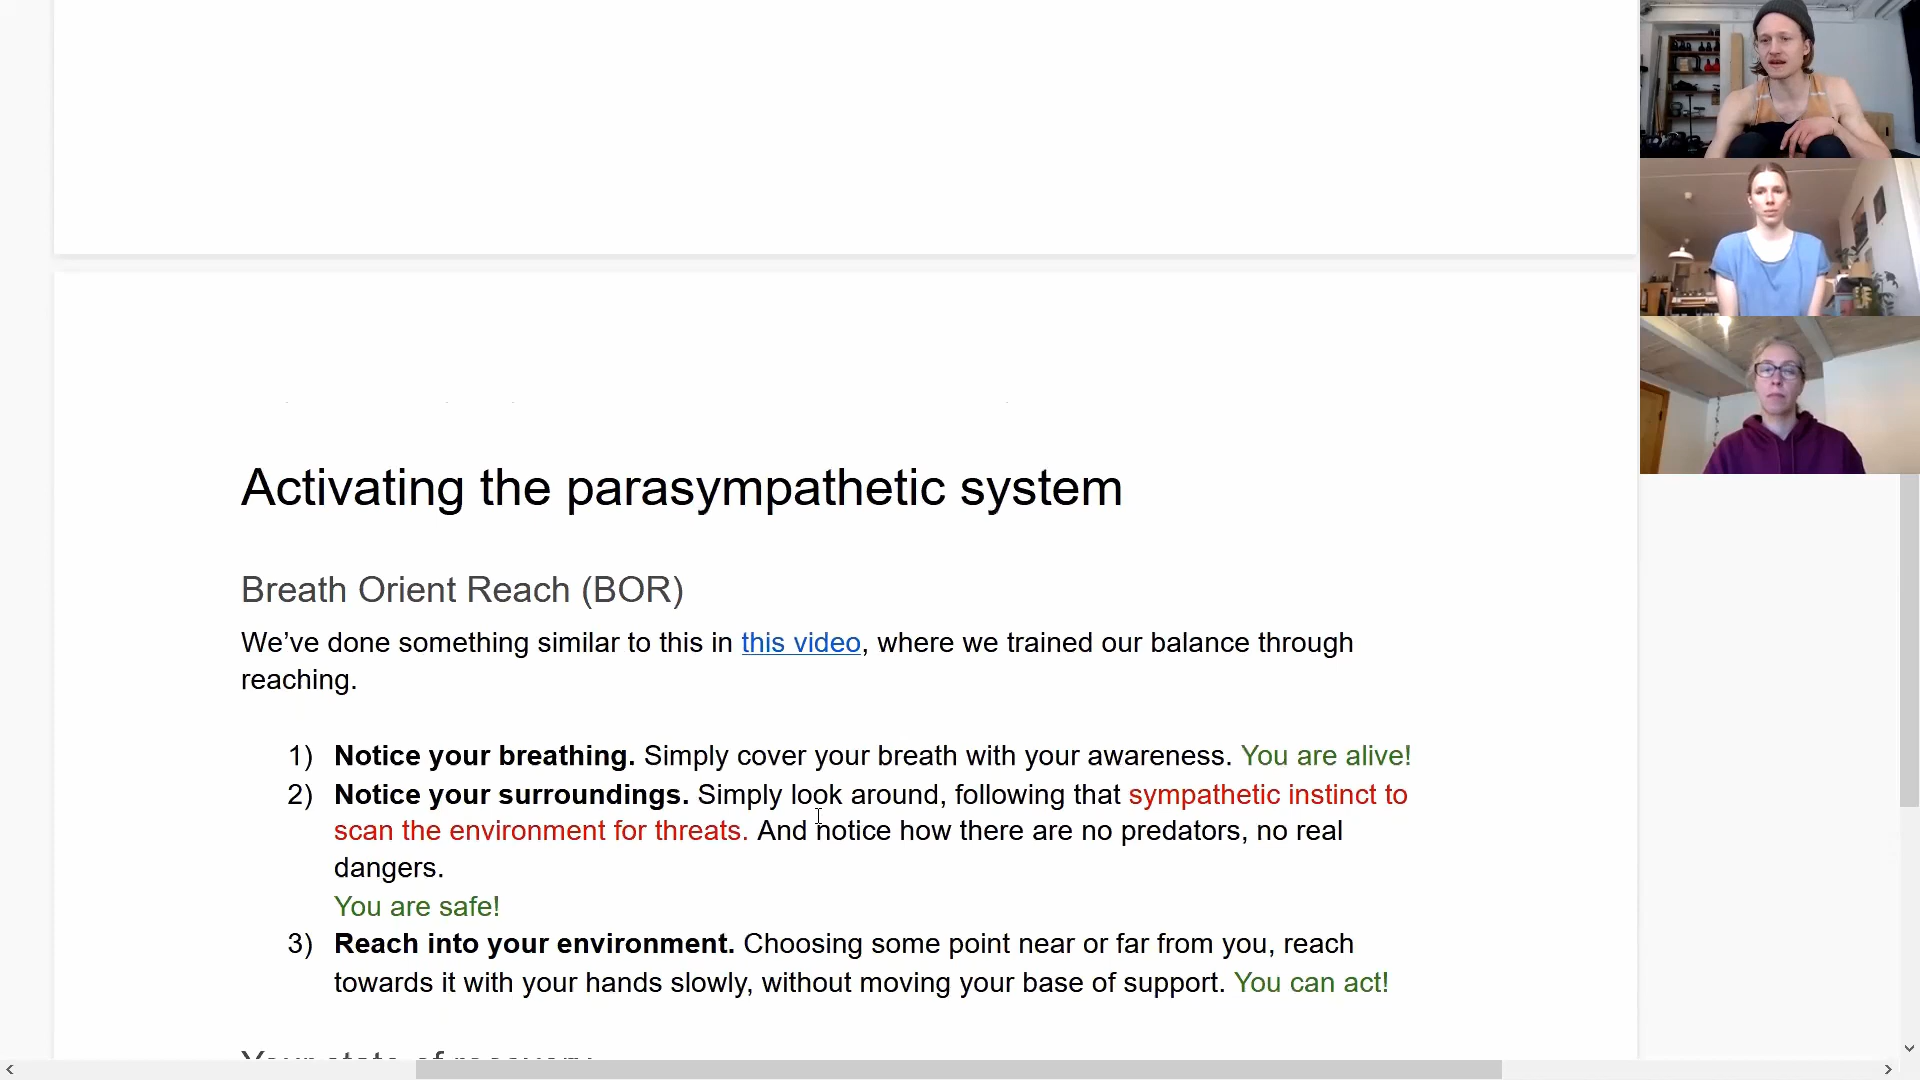 Activating the parasympathetic system
Breath Orient Reach (BOR)
We’ve done something similar to this in this video, where we trained our balance through
reaching.
1) Notice your breathing. Simply cover your breath with your awareness. You are alive!
2) Notice your surroundings. Simply look around, following that sympathetic instinct to
scan the environment for threats. And notice how there are no predators, no real
dangers.
You are safe!
3) Reach into your environment. Choosing some point near or far from you, reach
towards it with your hands slowly, without moving your base of support. You can act!
Your state of recovery